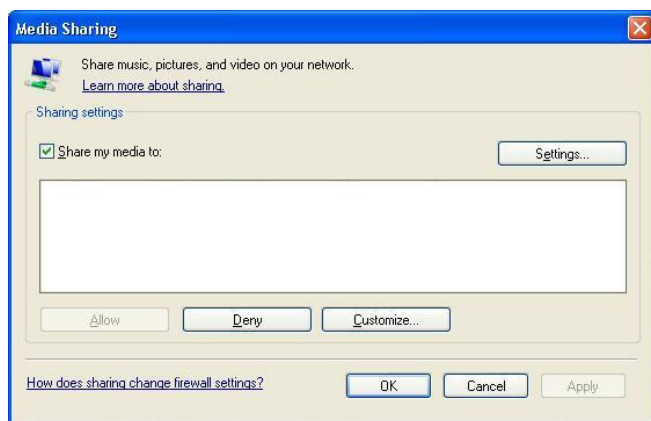 Media Sharing
Share music, pictures, and video on your network.
Learn more about sharing.
Sharing settings
Share my media to:
Settings...
Allow
Deny
Customize...
How does sharing change firewall settings?
OK
Cancel
Apply